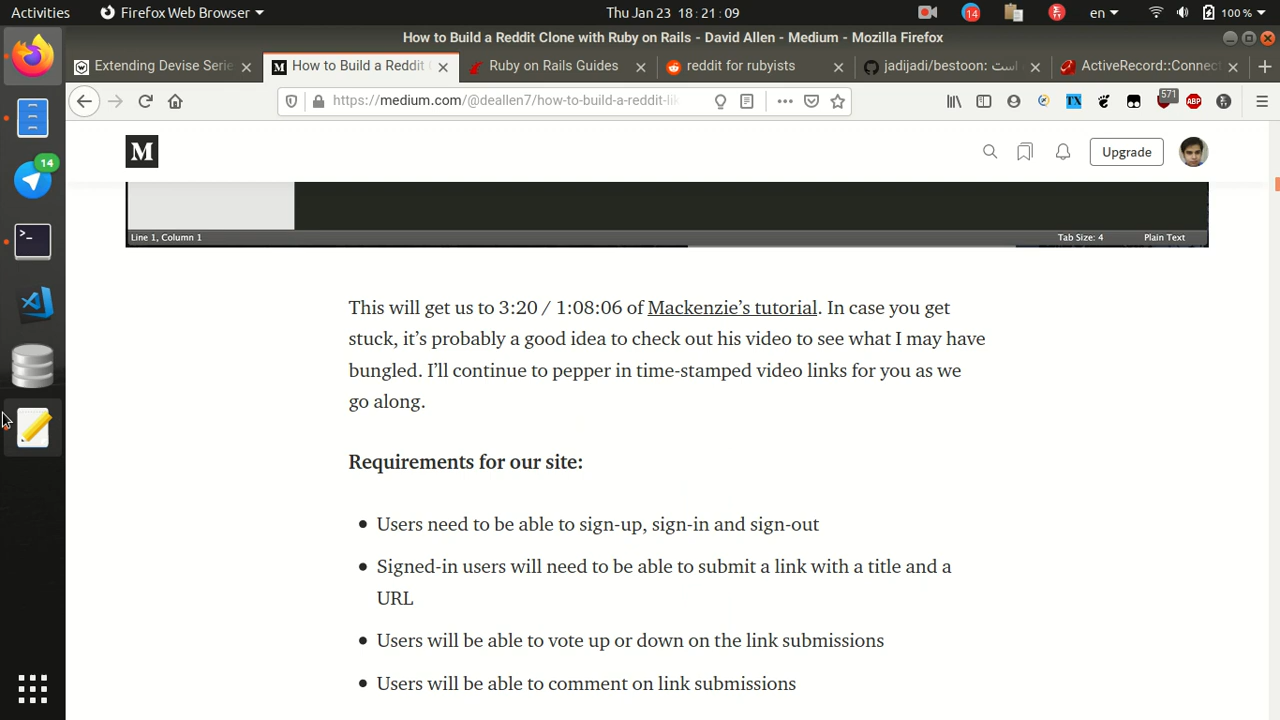 Activities
Firefox Web Browser
Thu Jan 23 18:21:09
14
en
100 %
How to Build a Reddit Clone with Ruby on Rails - David Allen - Medium - Mozilla Firefox
Extending Devise Serie
How to Build a Reddit
Ruby on Rails Guides
reddit for rubyists
jadijadi/bestoon: است
ActiveRecord::Connect
https://medium.com/@deallen7/how-to-build-a-reddit-li
571
TX
ABP
14
M
Upgrade
Line 1, Column 1
Tab Size: 4
Plain Text
This will get us to 3:20 / 1:08:06 of Mackenzie’s tutorial. In case you get
stuck, it’s probably a good idea to check out his video to see what I may have
bungled. I’ll continue to pepper in time-stamped video links for you as we
go along.
Requirements for our site:
• Users need to be able to sign-up, sign-in and sign-out
• Signed-in users will need to be able to submit a link with a title and a
URL
• Users will be able to vote up or down on the link submissions
• Users will be able to comment on link submissions